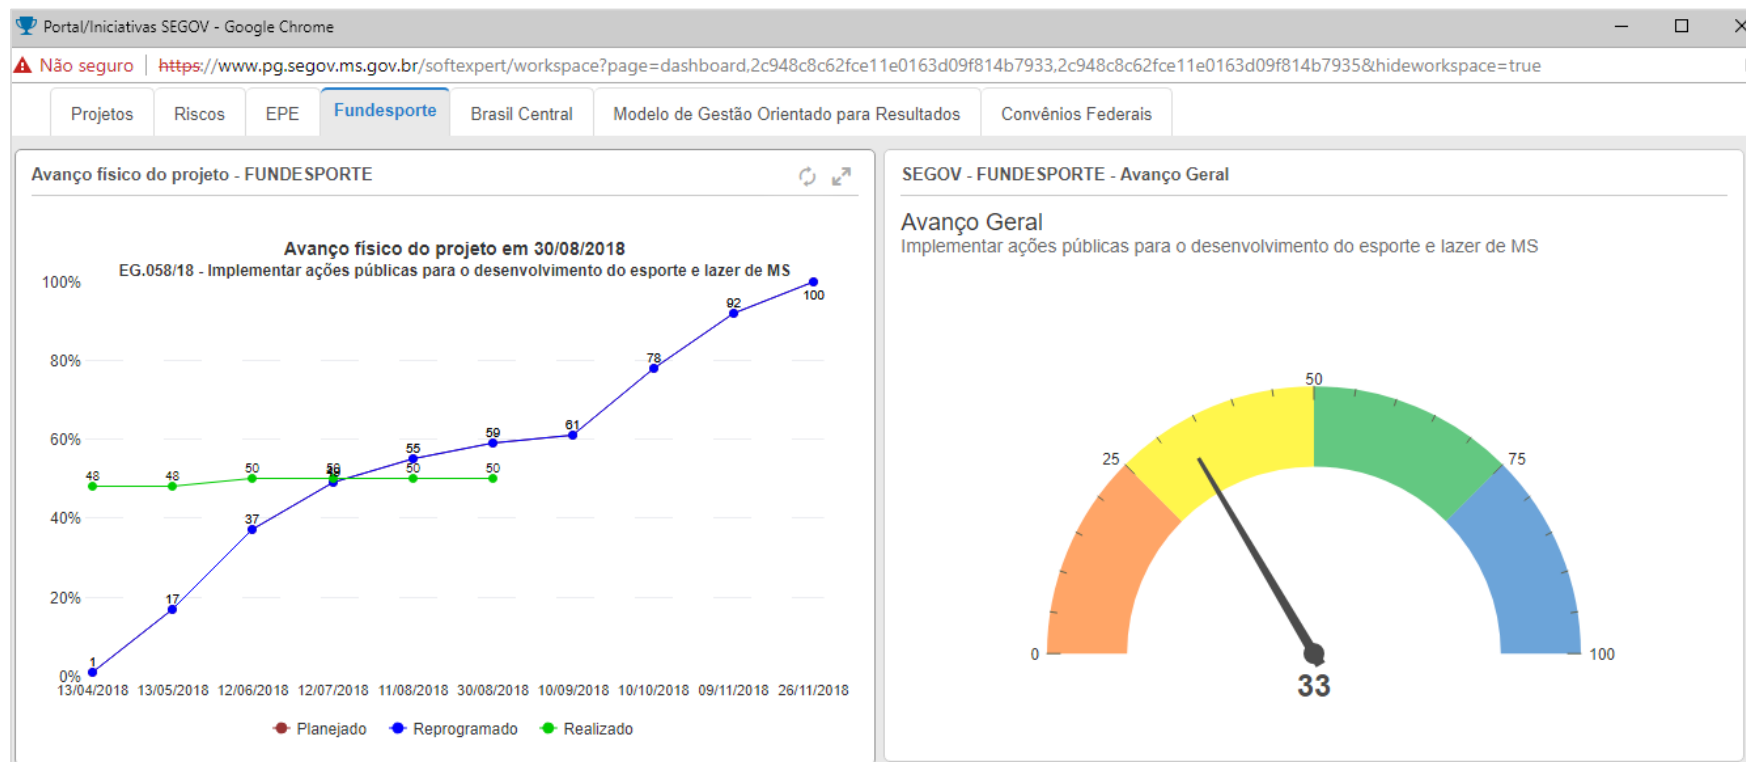 Portal/Iniciativas SEGOV - Google Chrome
Não seguro | https://www.pg.segov.ms.gov.br/softexpert/workspace?page=dashboard,2c948c8c62fce11e0163d09f814b7933,2c948c8c62fce11e0163d09f814b7935&hideworkspace=true
Projetos Riscos EPE Fundesporte Brasil Central Modelo de Gestão Orientado para Resultados Convênios Federais
Avanço físico do projeto - FUNDESPORTE
Avanço físico do projeto em 30/08/2018
EG.058/18 - Implementar ações públicas para o desenvolvimento do esporte e lazer de MS
100%
80%
60%
40%
20%
0%
48 48 50 50 50 50
1 17 37 49 55 59 61 78 92 100
13/04/2018 13/05/2018 12/06/2018 12/07/2018 11/08/2018 30/08/2018 10/09/2018 10/10/2018 09/11/2018 26/11/2018
Planejado Reprogramado Realizado
SEGOV - FUNDESPORTE - Avanço Geral
Avanço Geral
Implementar ações públicas para o desenvolvimento do esporte e lazer de MS
0 25 50 75 100
33